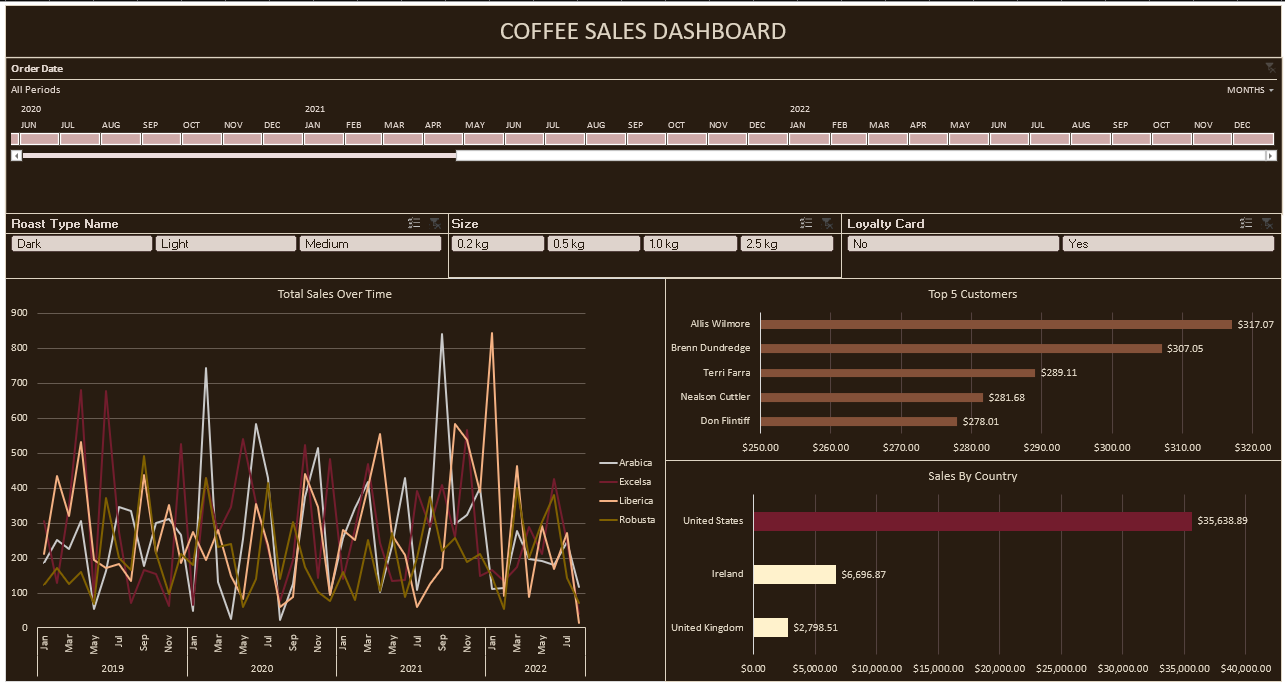 COFFEE SALES DASHBOARD
Order Date
All Periods MONTHS
2020 2021 2022
JUN JUL AUG SEP OCT NOV DEC JAN FEB MAR APR MAY JUN JUL AUG SEP OCT NOV DEC JAN FEB MAR APR MAY JUN JUL AUG SEP OCT NOV DEC
Roast Type Name
Dark Light Medium
Size
0.2 kg 0.5 kg 1.0 kg 2.5 kg
Loyalty Card
No Yes
Total Sales Over Time
900
800
700
600
500
400
300
200
100
0
Jan Mar May Jul Sep Nov Jan Mar May Jul Sep Nov Jan Mar May Jul Sep Nov Jan Mar May Jul
2019 2020 2021 2022
Arabica
Excelsa
Liberica
Robusta
Top 5 Customers
Allis Wilmore $317.07
Brenn Dundredge $307.05
Terri Farra $289.11
Nealson Cuttler $281.68
Don Flintiff $278.01
$250.00 $260.00 $270.00 $280.00 $290.00 $300.00 $310.00 $320.00
Sales By Country
United States $35,638.89
Ireland $6,696.87
United Kingdom $2,798.51
$0.00 $5,000.00 $10,000.00 $15,000.00 $20,000.00 $25,000.00 $30,000.00 $35,000.00 $40,000.00